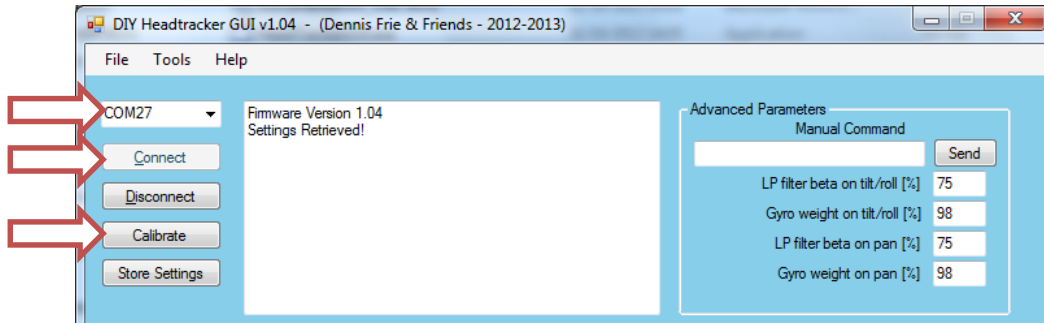 DIY Headtracker GUI v1.04 - (Dennis Frie & Friends - 2012-2013)
File Tools Help
COM27
Connect
Disconnect
Calibrate
Store Settings
Firmware Version 1.04
Settings Retrieved!
Advanced Parameters
Manual Command
Send
LP filter beta on tilt/roll [%] 75
Gyro weight on tilt/roll [%] 98
LP filter beta on pan [%] 75
Gyro weight on pan [%] 98